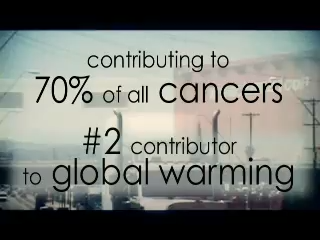 contributing to
70% of all cancers
#2 contributor
to global warming